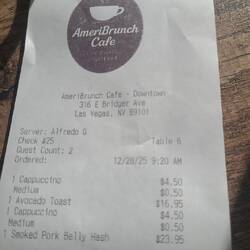 AmeriBrunch
Cafe
AmeriBrunch Cafe - Downtown
316 E Bridger Ave
Las Vegas, NV 89101
Server: Alfredo G
Check #25
Table 6
Guest Count: 2
Ordered:
12/28/25 9:20 AM
1 Cappuccino
$4.50
Medium
$0.50
1 Avocado Toast
$16.95
1 Cappuccino
$4.50
Medium
$0.50
1 Smoked Pork Belly Hash
$23.95